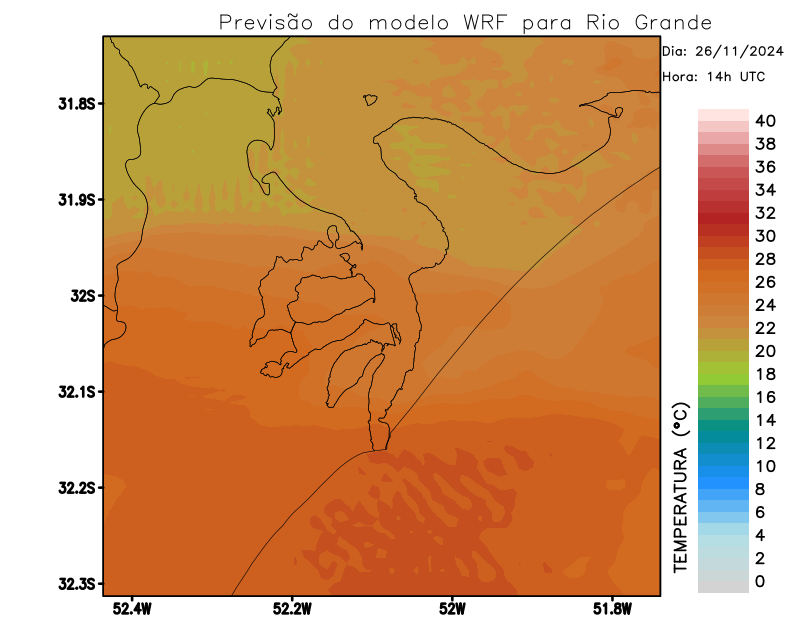 Previsão do modelo WRF para Rio Grande
Dia: 26/11/2024
Hora: 14h UTC
31.8S
31.9S
32S
32.1S
32.2S
32.3S
52.4W
52.2W
52W
51.8W
TEMPERATURA (°C)
40
38
36
34
32
30
28
26
24
22
20
18
16
14
12
10
8
6
4
2
0